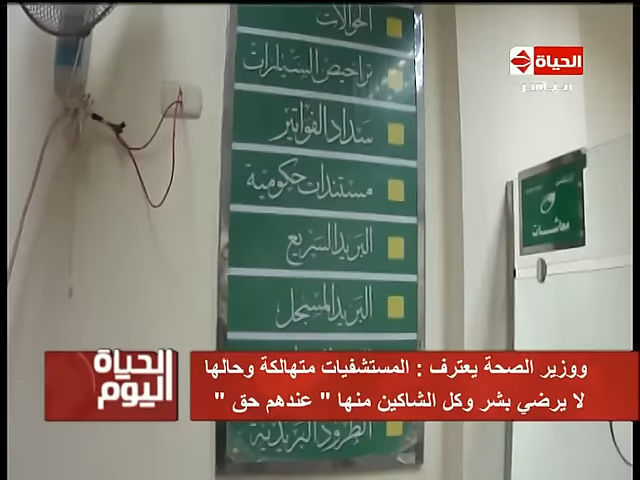 الحوالات
تراخيص السيارات
سداد الفواتير
مستندات حكومية
البريد السريع
البريد المسجل
الطرود البريدية
معاشات
الحياة
مباشر
الحياة
اليوم
ووزير الصحة يعترف : المستشفيات متهالكة وحالها
لا يرضي بشر وكل الشاكين منها " عندهم حق "